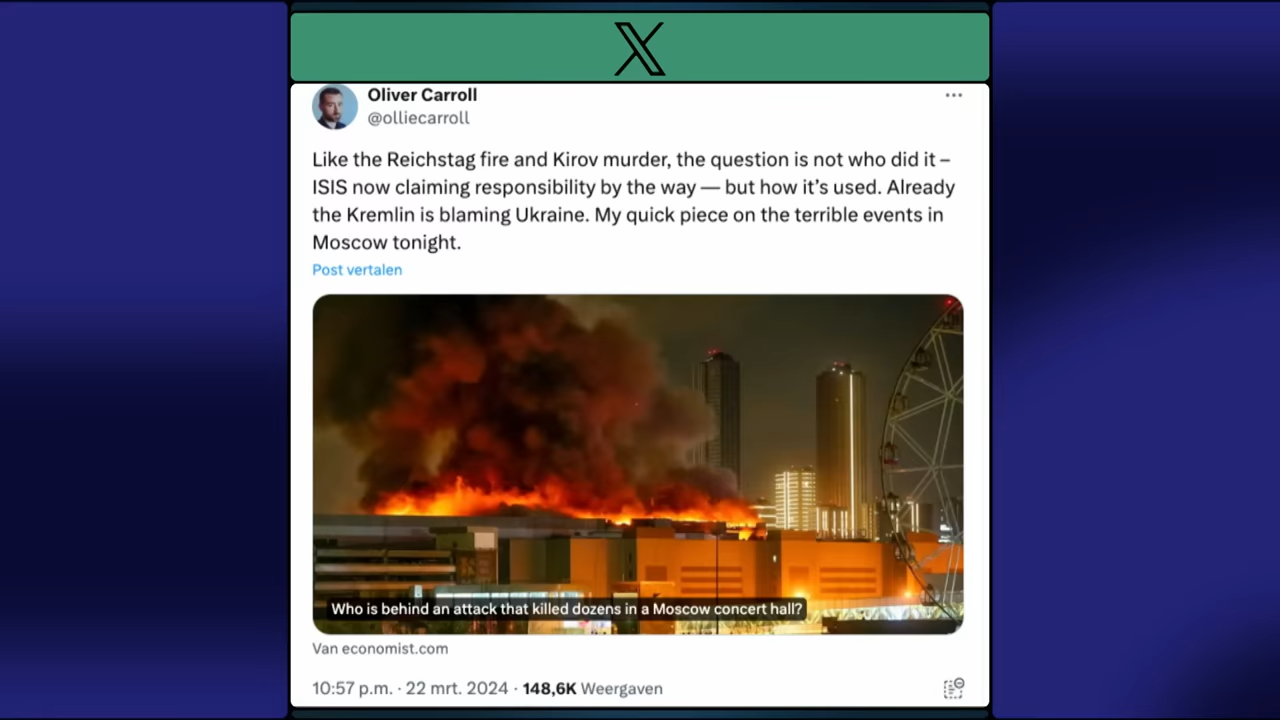 Oliver Carroll
@olliecarroll
Like the Reichstag fire and Kirov murder, the question is not who did it –
ISIS now claiming responsibility by the way — but how it’s used. Already
the Kremlin is blaming Ukraine. My quick piece on the terrible events in
Moscow tonight.
Post vertalen
Who is behind an attack that killed dozens in a Moscow concert hall?
Van economist.com
10:57 p.m. · 22 mrt. 2024 · 148,6K Weergaven